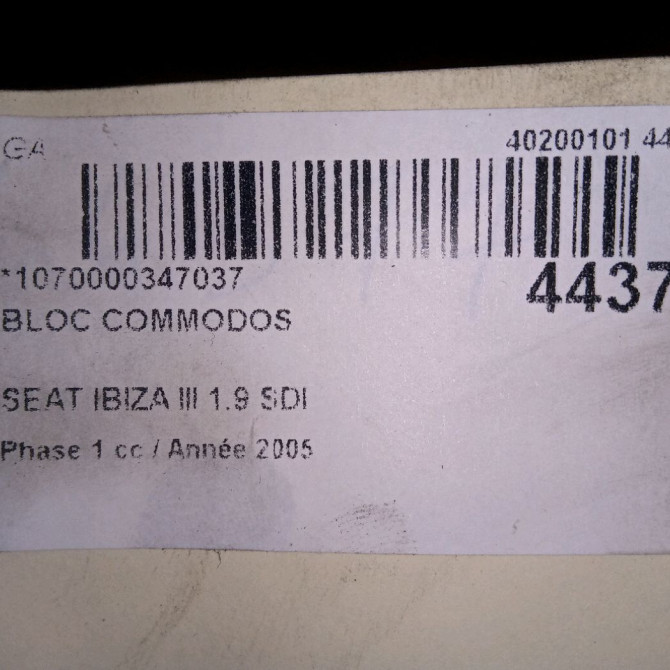 GA 40200101 44
*1070000347037 4437
BLOC COMMODOS
SEAT IBIZA III 1.9 SDI
Phase 1 cc / Année 2005